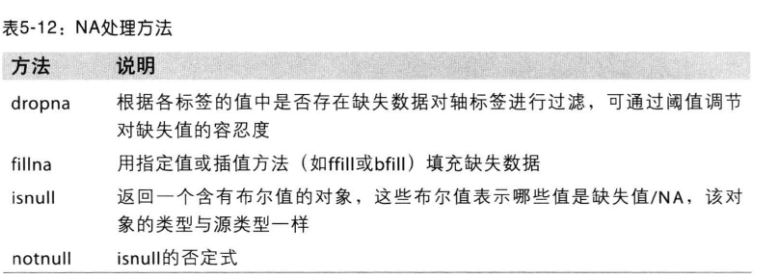 表5-12：NA处理方法
方法 说明
dropna 根据各标签的值中是否存在缺失数据对轴标签进行过滤，可通过阈值调节
对缺失值的容忍度
fillna 用指定值或插值方法（如ffill或bfill）填充缺失数据
isnull 返回一个含有布尔值的对象，这些布尔值表示哪些值是缺失值/NA，该对
象的类型与源类型一样
notnull isnull的否定式